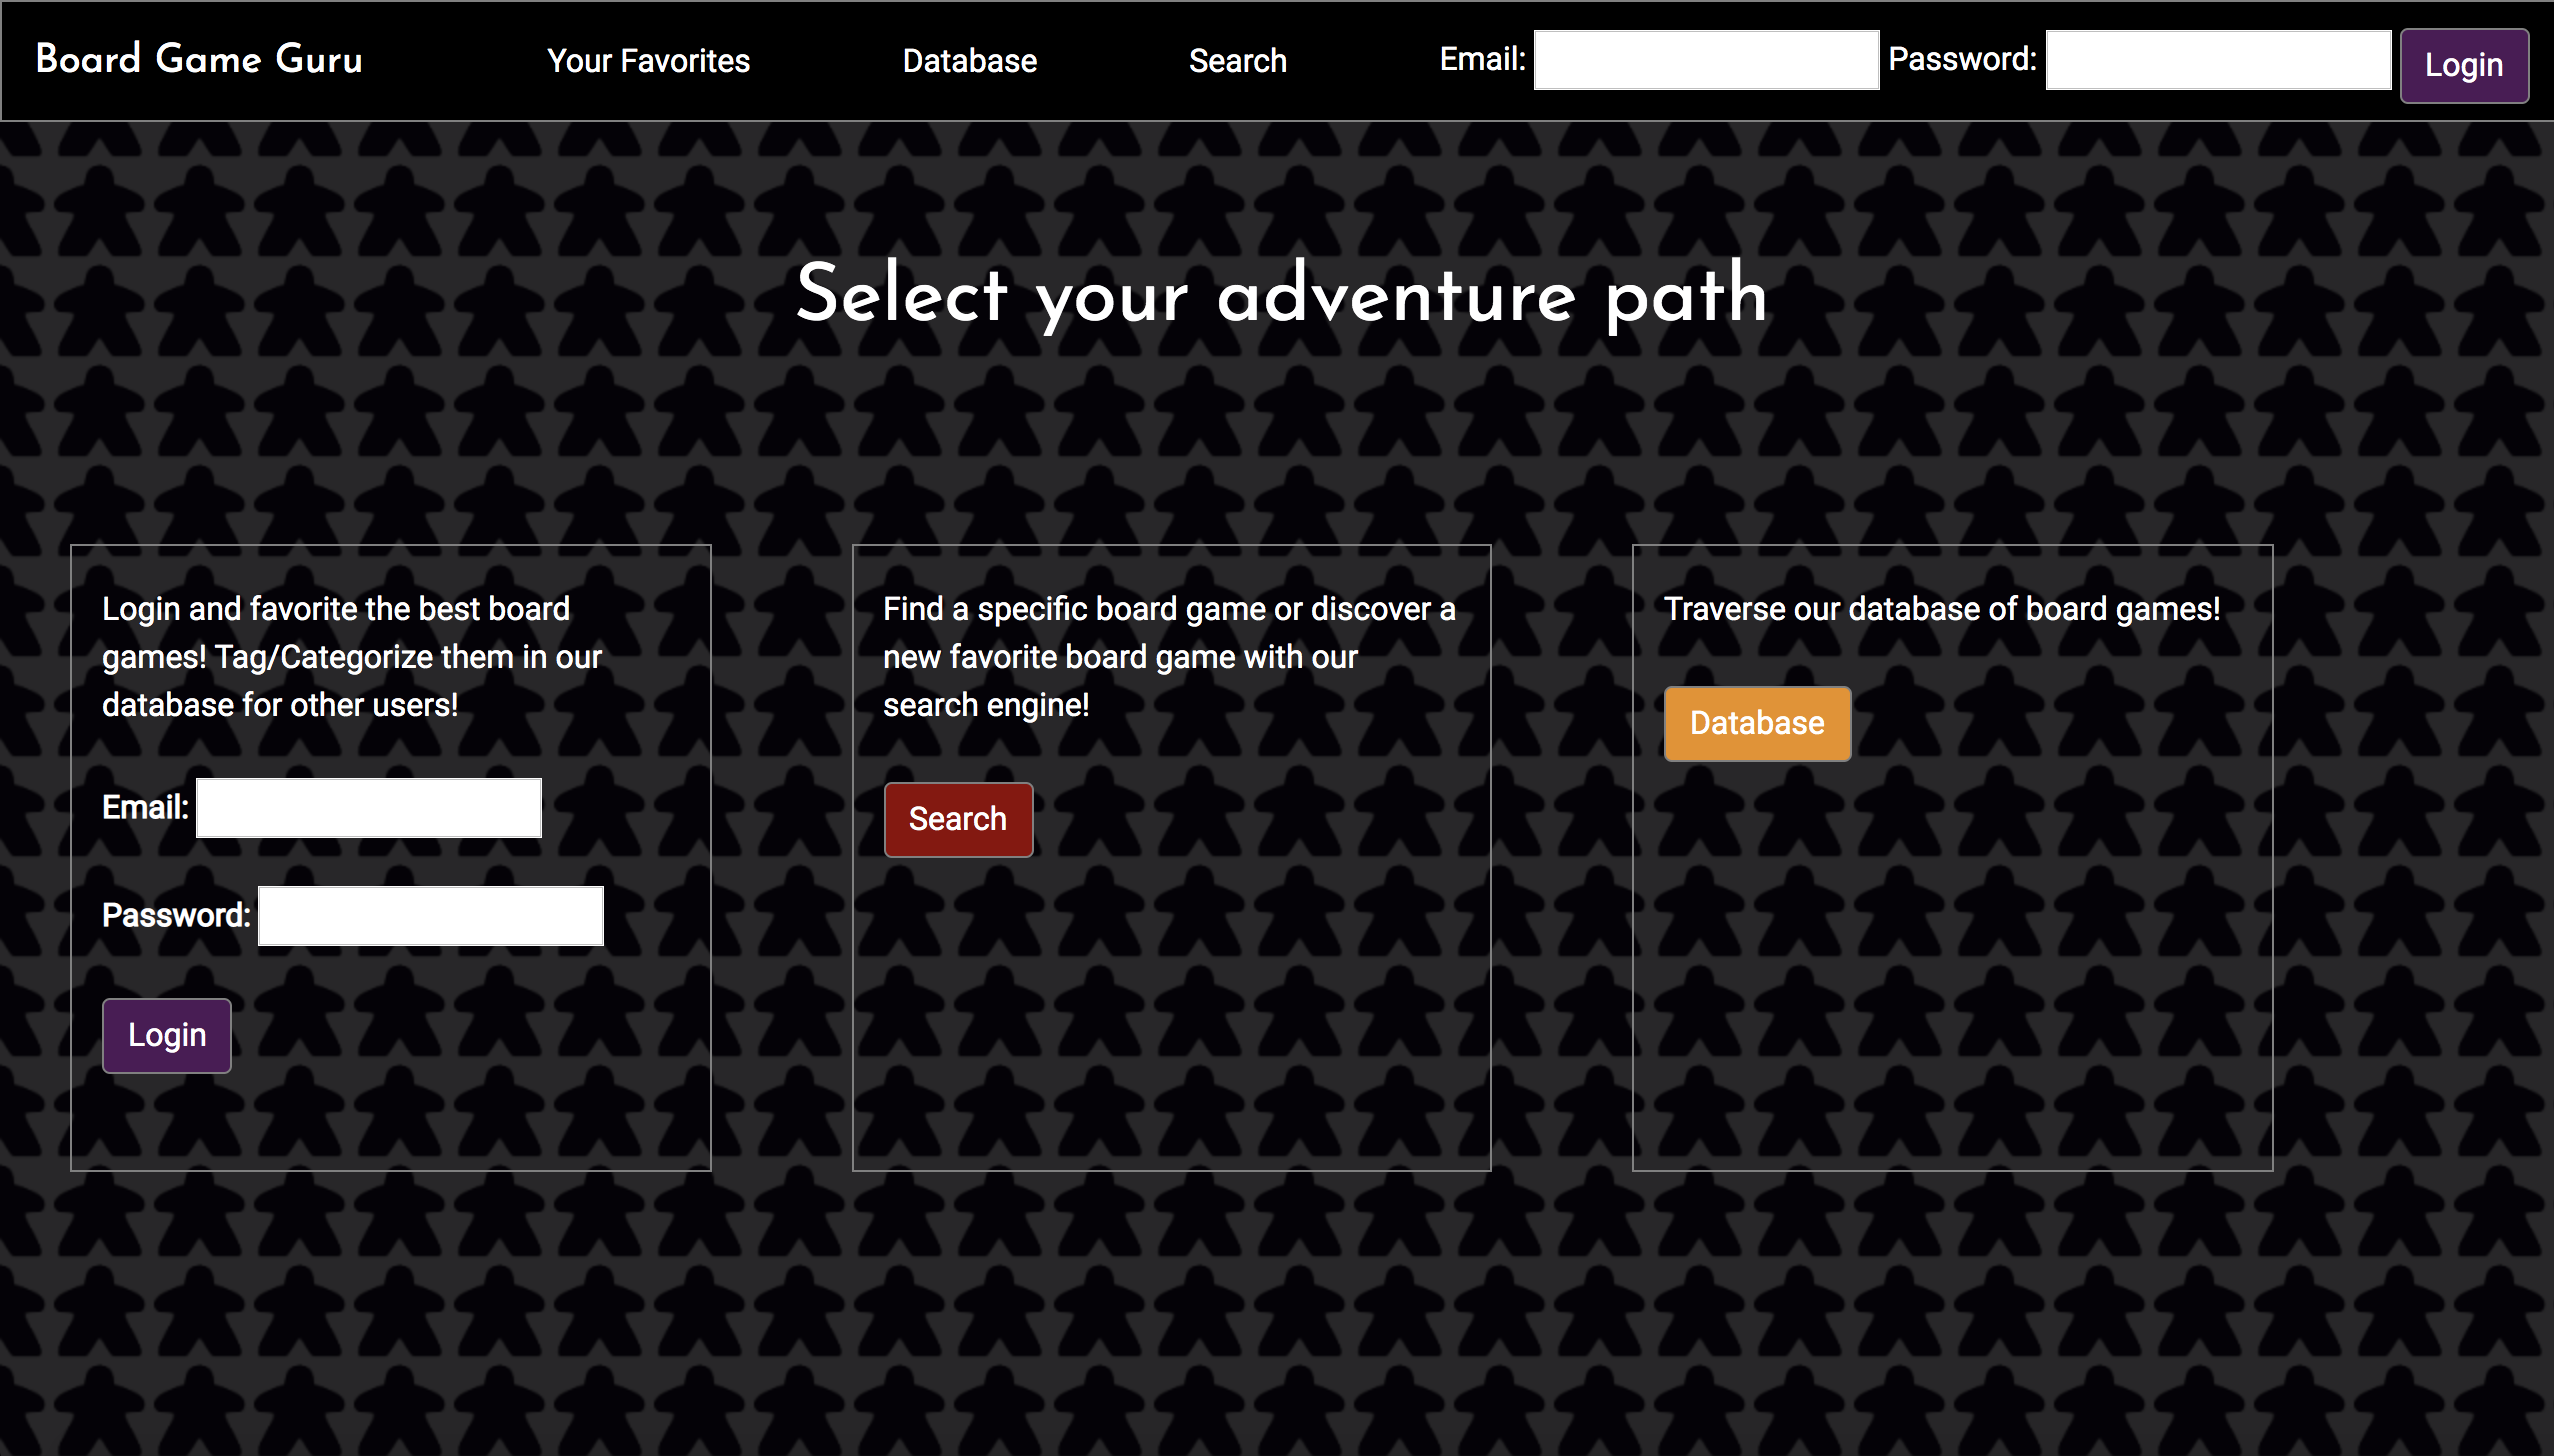 Board Game Guru
Your Favorites
Database
Search
Email:
Password:
Login
Select your adventure path
Login and favorite the best board
games! Tag/Categorize them in our
database for other users!
Email:
Password:
Login
Find a specific board game or discover a
new favorite board game with our
search engine!
Search
Traverse our database of board games!
Database